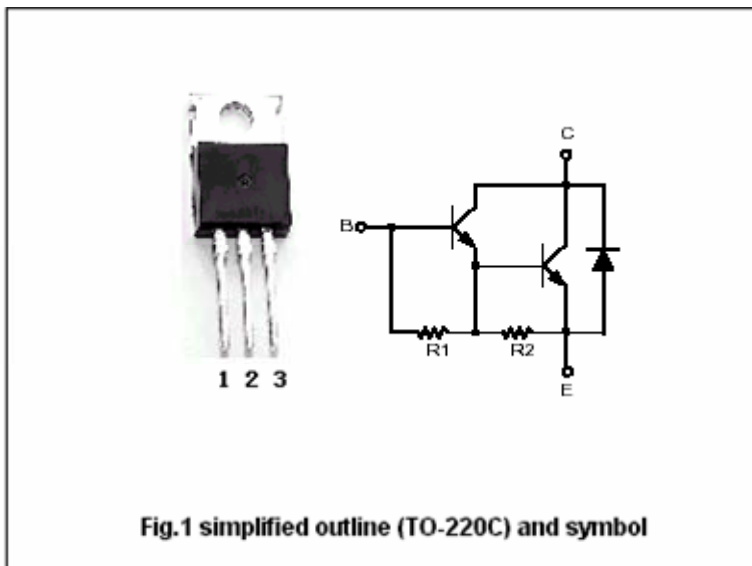 C
B
R1
R2
E
1 2 3
Fig.1 simplified outline (TO-220C) and symbol